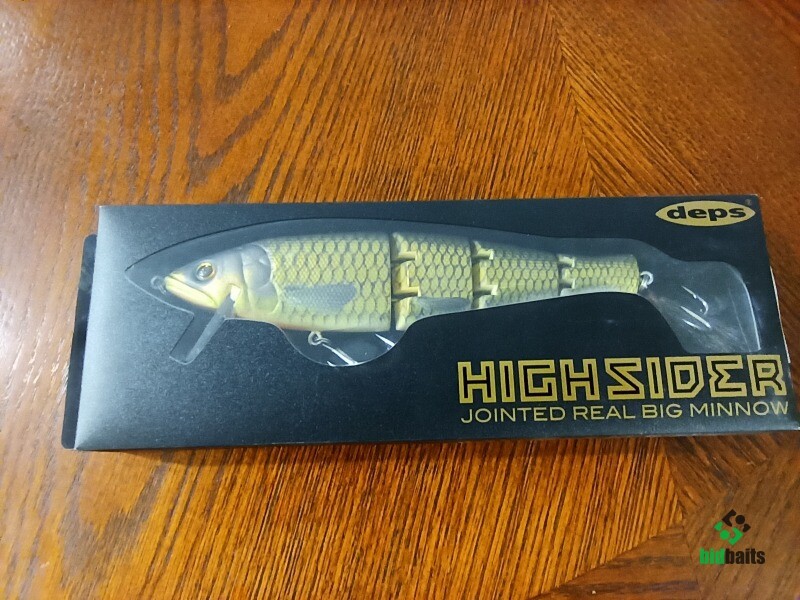 deps®
HIGHSIDER
JOINTED REAL BIG MINNOW
bidbaits